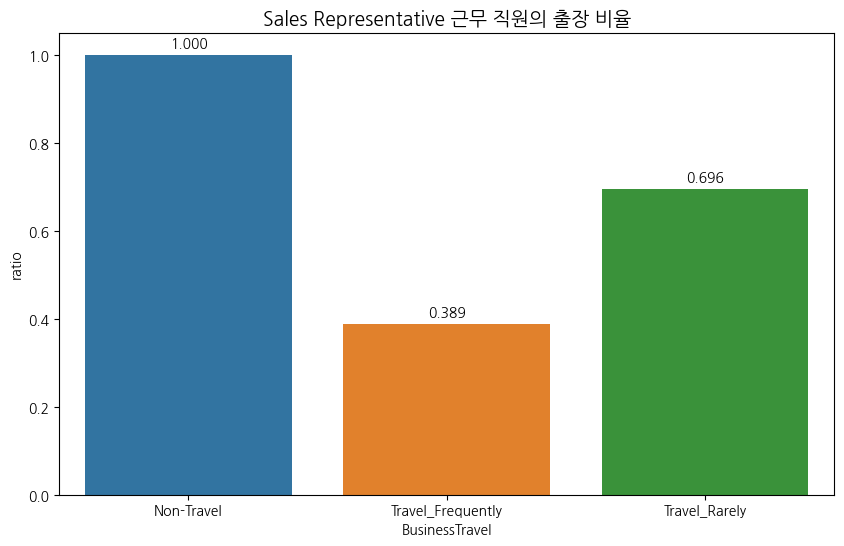 Sales Representative 근무 직원의 출장 비율
1.000
0.389
0.696
1.0
0.8
0.6
0.4
0.2
0.0
ratio
Non-Travel
Travel_Frequently
Travel_Rarely
BusinessTravel